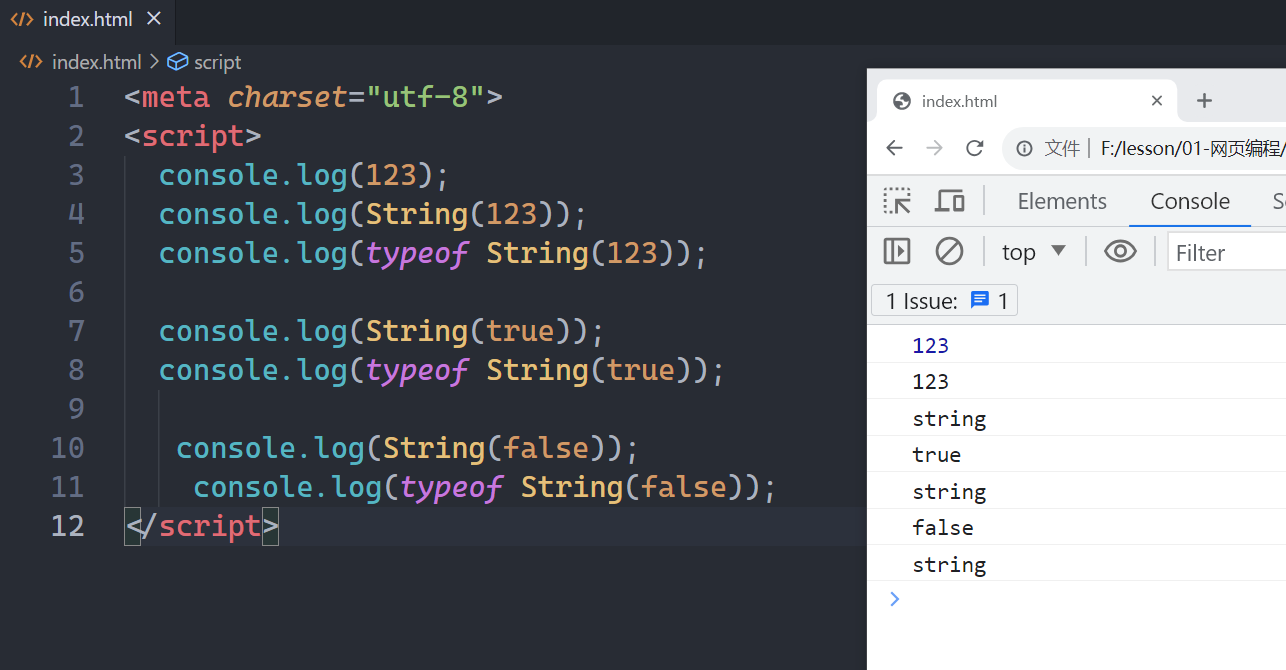 index.html
index.html > script
1 <meta charset="utf-8">
2 <script>
3 console.log(123);
4 console.log(String(123));
5 console.log(typeof String(123));
6
7 console.log(String(true));
8 console.log(typeof String(true));
9
10 console.log(String(false));
11 console.log(typeof String(false));
12 </script>
index.html
文件 | F:/lesson/01-网页编程/
Elements Console
top Filter
1 Issue: 1
123
123
string
true
string
false
string